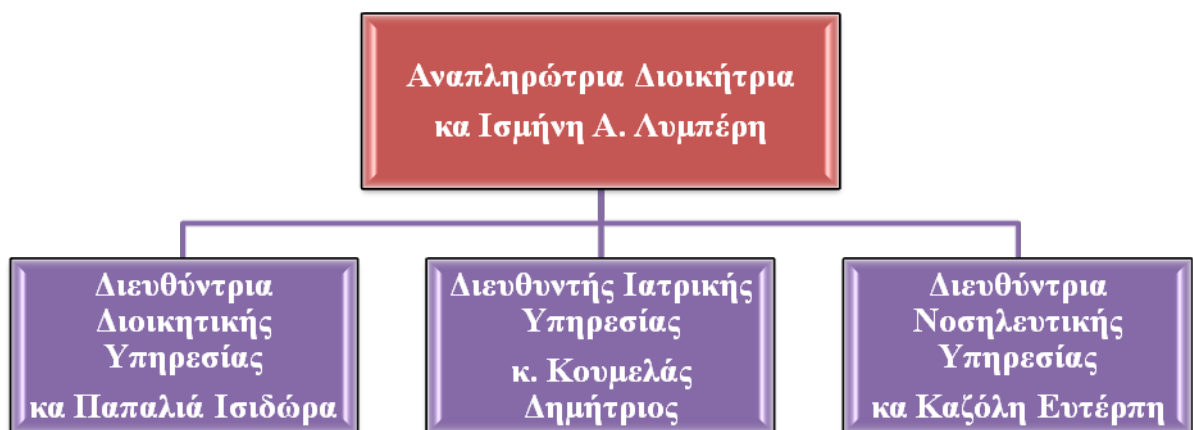 Αναπληρώτρια Διοικήτρια
κα Ισμήνη Α. Λυμπέρη
Διευθύντρια
Διοικητικής
Υπηρεσίας
κα Παπαλιά Ισιδώρα
Διευθυντής Ιατρικής
Υπηρεσίας
κ. Κουμελάς
Δημήτριος
Διευθύντρια
Νοσηλευτικής
Υπηρεσίας
κα Καζόλη Ευτέρπη